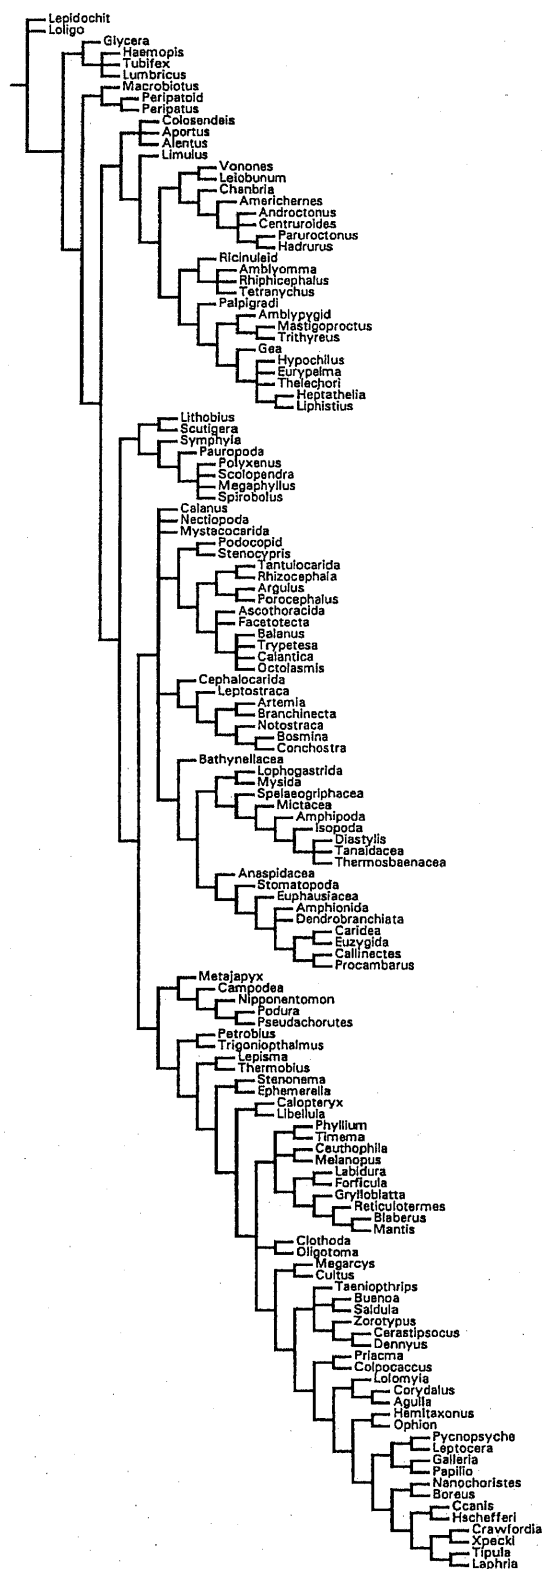 Lepidochit
Loligo
Glycera
Haemopis
Tubifex
Lumbricus
Macrobiotus
Peripatoid
Peripatus
Colosendeis
Aportus
Alentus
Limulus
Vonones
Leiobunum
Chanbria
Americhernes
Androctonus
Centruroides
Paruroctonus
Hadrurus
Ricinuleid
Amblyomma
Rhiphicephalus
Tetranychus
Palpigradi
Amblypygid
Mastigoproctus
Trithyreus
Gea
Hypochilus
Eurypelma
Thelechori
Heptathelia
Liphistius
Lithobius
Scutigera
Symphyla
Pauropoda
Polyxenus
Scolopendra
Megaphyllus
Spirobolus
Calanus
Nectiopoda
Mystacocarida
Podocopid
Stenocypris
Tantulocarida
Rhizocephala
Argulus
Porocephalus
Ascothoracida
Facetotecta
Balanus
Trypetesa
Calantica
Octolasmis
Cephalocarida
Leptostraca
Artemia
Branchinecta
Notostraca
Bosmina
Conchostra
Bathynellacea
Lophogastrida
Mysida
Spelaeogriphacea
Mictacea
Amphipoda
Isopoda
Diastylis
Tanaidacea
Thermosbaenacea
Anaspidacea
Stomatopoda
Euphausiacea
Amphionida
Dendrobranchiata
Caridea
Euzygida
Callinectes
Procambarus
Metajapyx
Campodea
Nipponentomon
Podura
Pseudachorutes
Petrobius
Trigoniopthalmus
Lepisma
Thermobius
Stenonema
Ephemerella
Calopteryx
Libellula
Phyllium
Timema
Ceuthophila
Melanopus
Labidura
Forficula
Grylloblatta
Reticulotermes
Blaberus
Mantis
Clothoda
Oligotoma
Megarcys
Cultus
Taeniopthrips
Buenoa
Saldula
Zorotypus
Cerastipsocus
Dennyus
Priacma
Colpocaccus
Lolomyia
Corydalus
Agulla
Hemitaxonus
Ophion
Pycnopsyche
Leptocera
Galleria
Papilio
Nanochoristes
Boreus
Ccanis
Hschefferi
Crawfordia
Xpecki
Tipula
Laphria